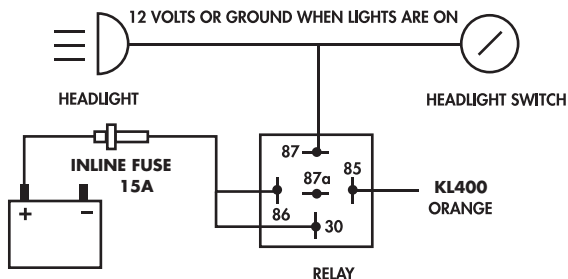 12 VOLTS OR GROUND WHEN LIGHTS ARE ON
HEADLIGHT
HEADLIGHT SWITCH
INLINE FUSE
15A
87
87a
85
86
30
KL400
ORANGE
+ −
RELAY